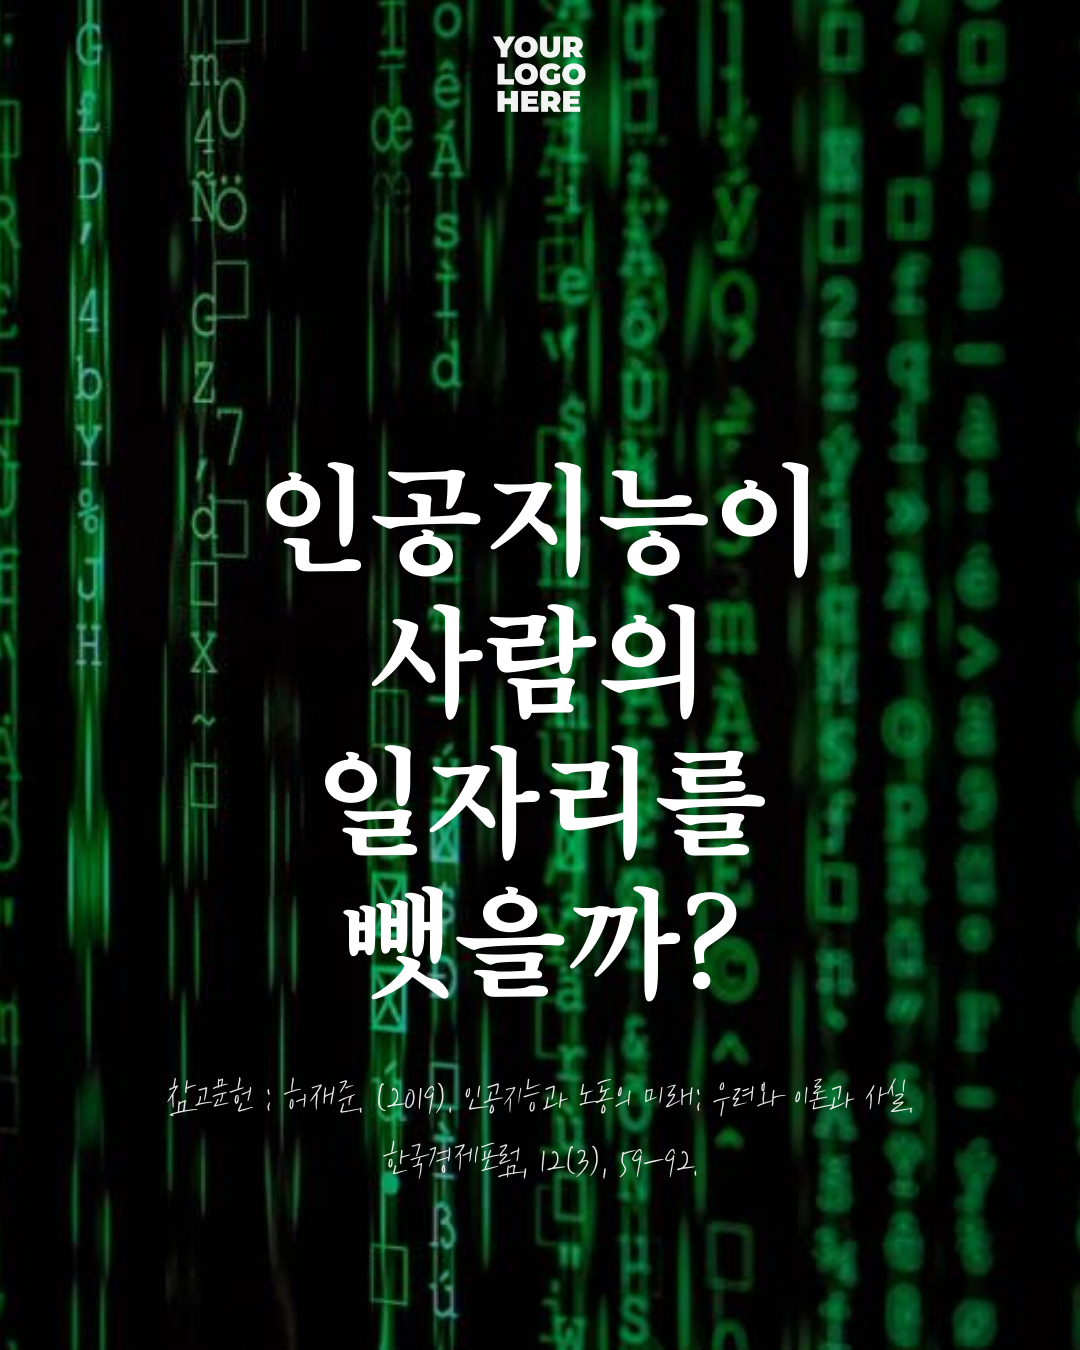 YOUR
LOGO
HERE
인공지능이
사람의
일자리를
뺏을까?
참고문헌 : 허재준. (2019). 인공지능과 노동의 미래: 우려와 이론과 사실.
한국경제포럼, 12(3), 59-92.